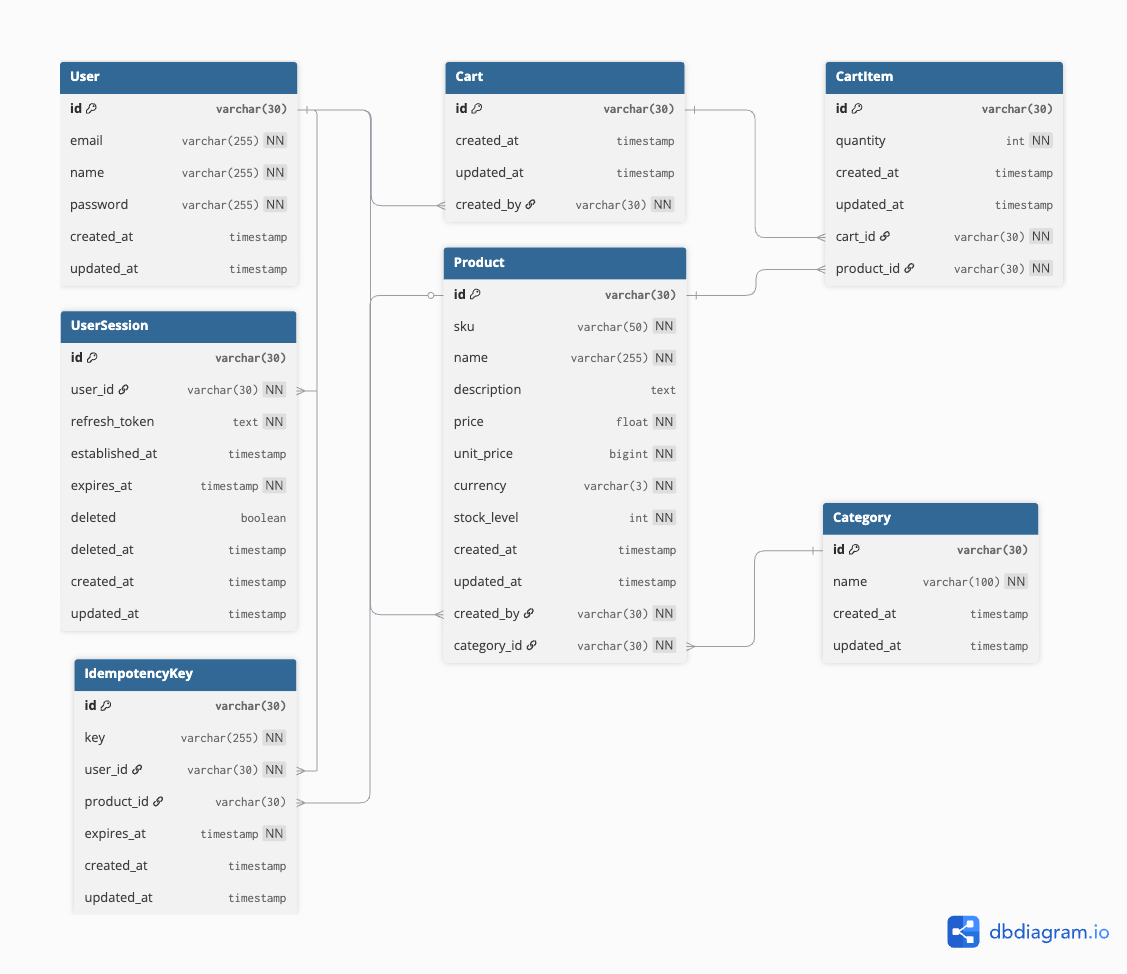 User
id varchar(30)
email varchar(255) NN
name varchar(255) NN
password varchar(255) NN
created_at timestamp
updated_at timestamp
UserSession
id varchar(30)
user_id varchar(30) NN
refresh_token text NN
established_at timestamp
expires_at timestamp NN
deleted boolean
deleted_at timestamp
created_at timestamp
updated_at timestamp
IdempotencyKey
id varchar(30)
key varchar(255) NN
user_id varchar(30) NN
product_id varchar(30)
expires_at timestamp NN
created_at timestamp
updated_at timestamp
Cart
id varchar(30)
created_at timestamp
updated_at timestamp
created_by varchar(30) NN
Product
id varchar(30)
sku varchar(50) NN
name varchar(255) NN
description text
price float NN
unit_price bigint NN
currency varchar(3) NN
stock_level int NN
created_at timestamp
updated_at timestamp
created_by varchar(30) NN
category_id varchar(30) NN
CartItem
id varchar(30)
quantity int NN
created_at timestamp
updated_at timestamp
cart_id varchar(30) NN
product_id varchar(30) NN
Category
id varchar(30)
name varchar(100) NN
created_at timestamp
updated_at timestamp
dbdiagram.io